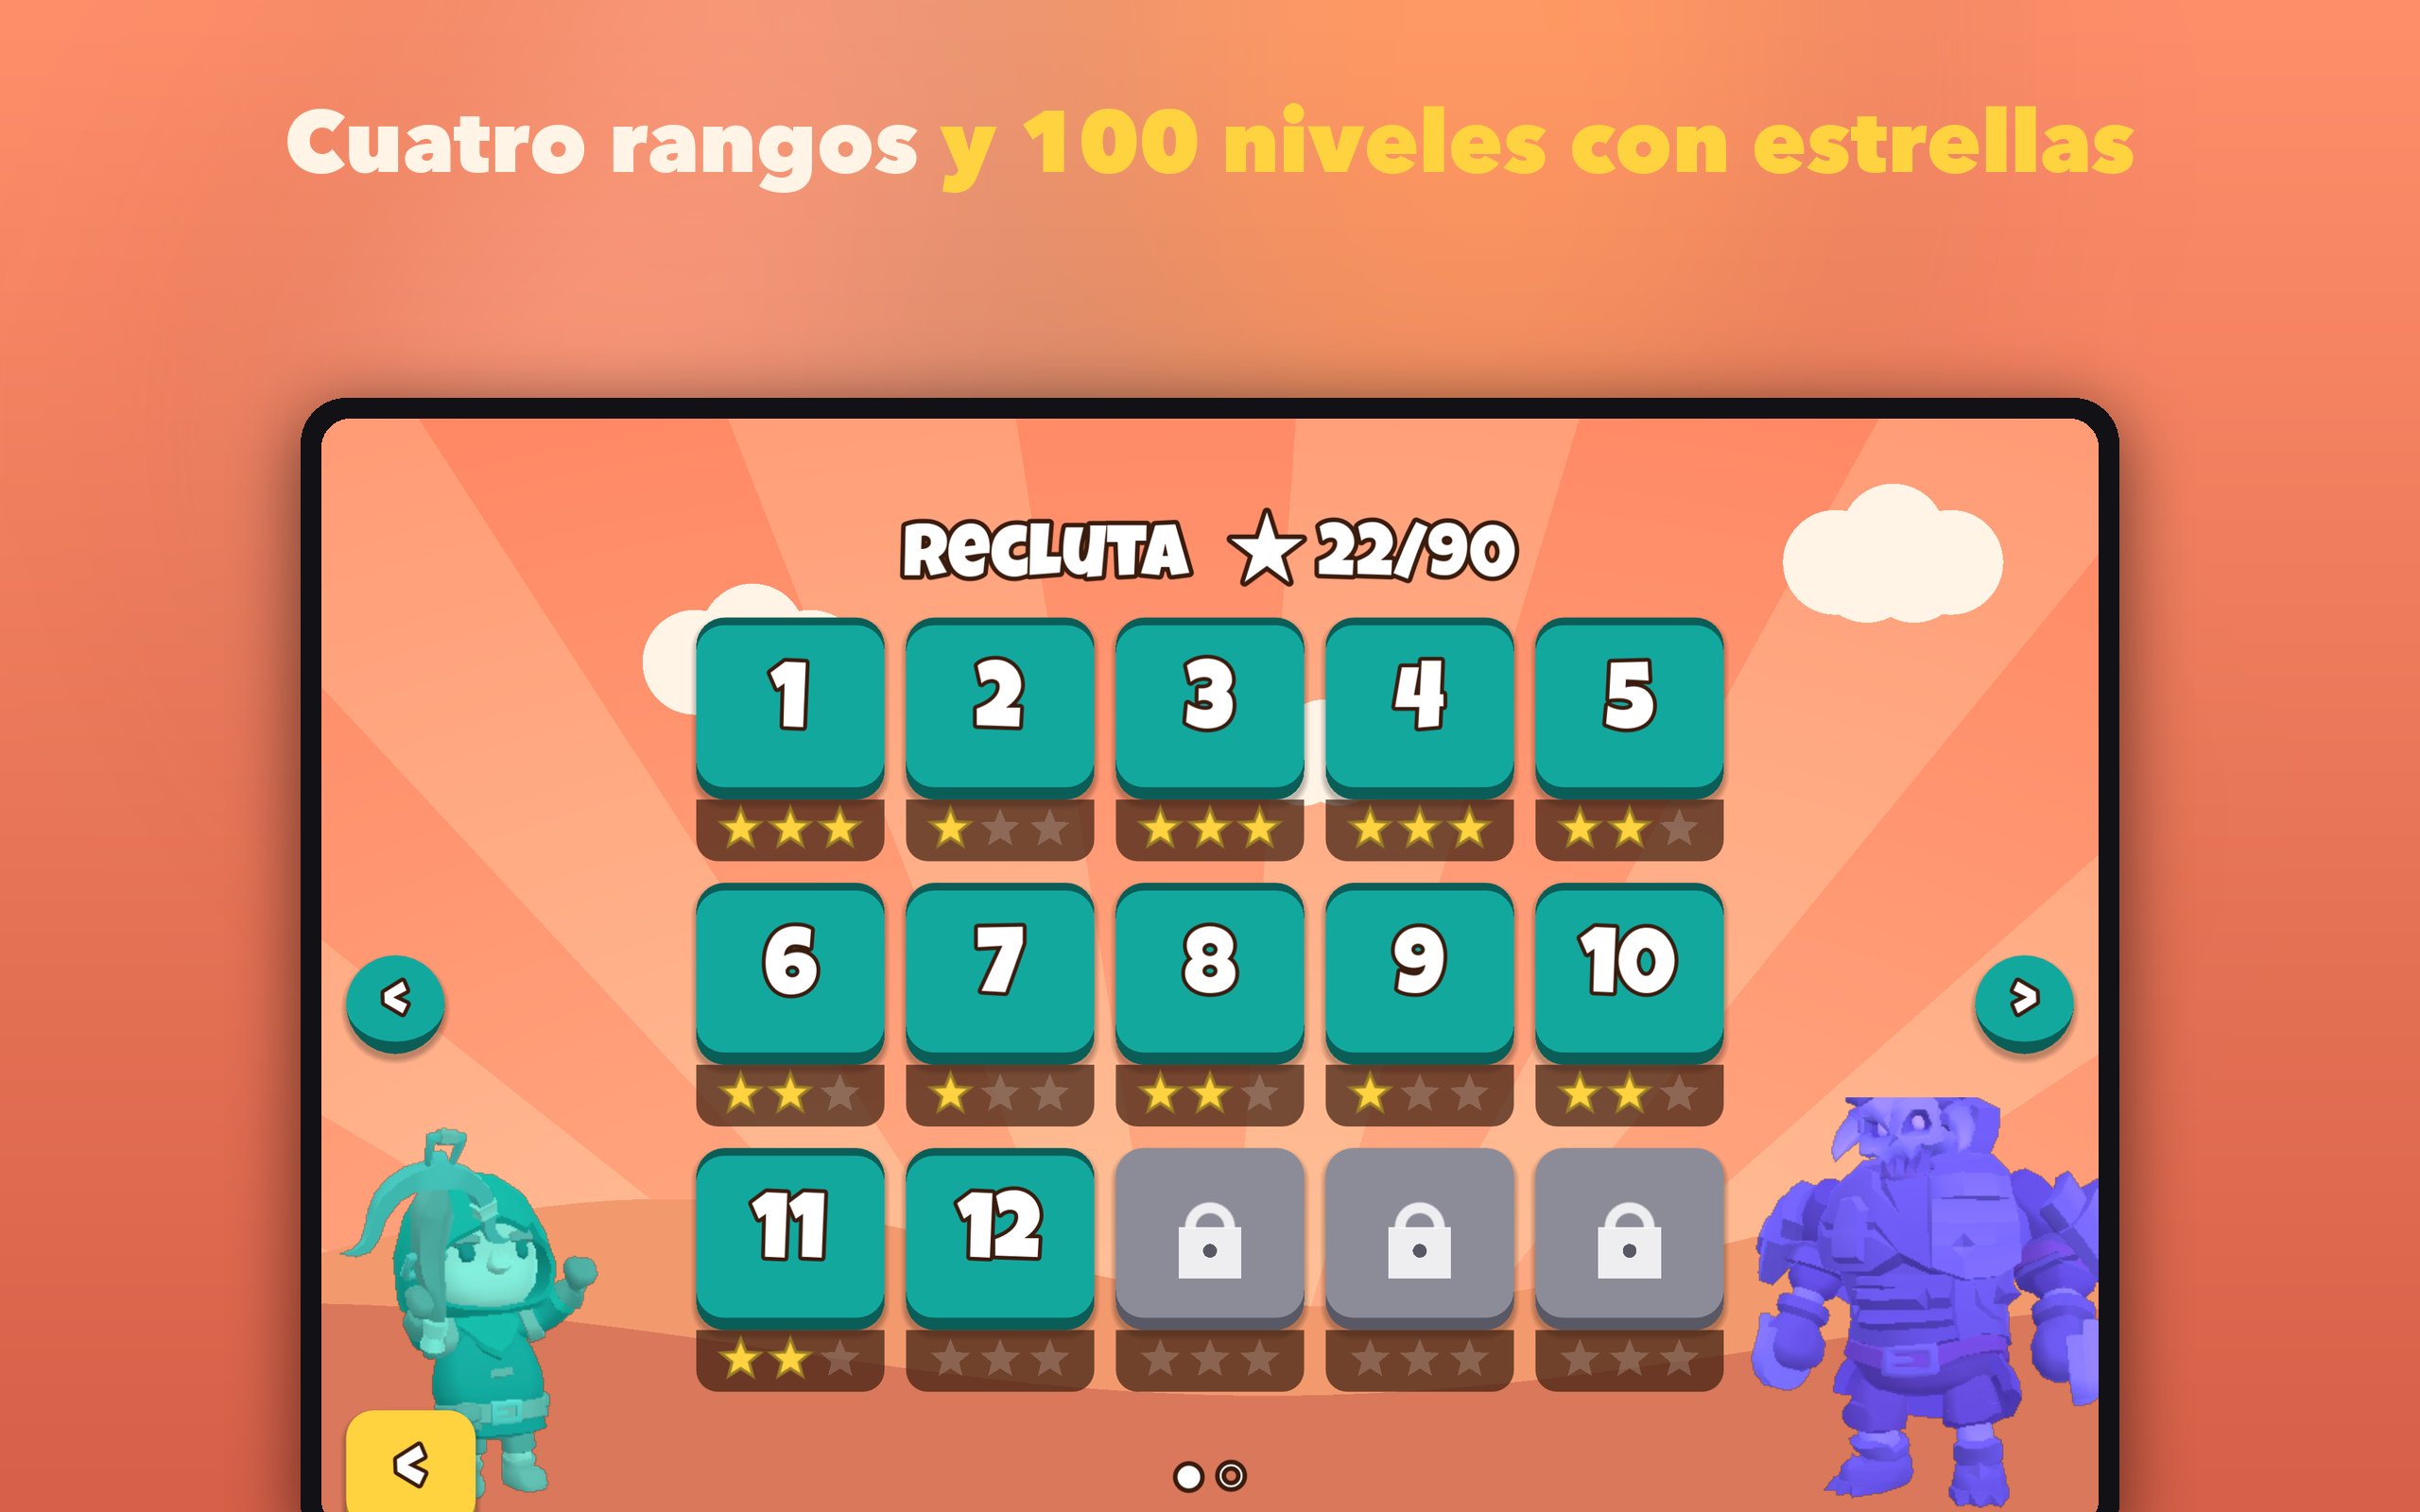 Cuatro rangos y 100 niveles con estrellas
RECLUTA ★ 22/90
1 2 3 4 5
6 7 8 9 10
11 12
< >
<